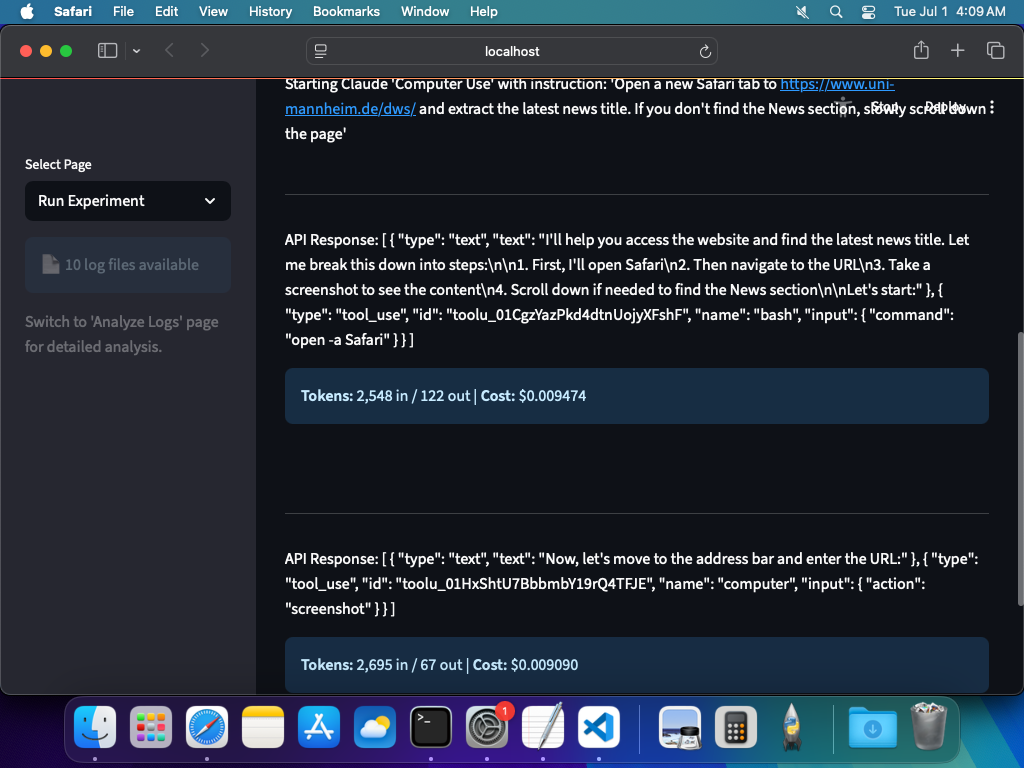 Safari File Edit View History Bookmarks Window Help Tue Jul 1 4:09 AM
localhost
Starting Claude 'Computer Use' with instruction: 'Open a new Safari tab to https://www.uni-
mannheim.de/dws/ and extract the latest news title. If you don't find the News section, slowly scroll down
the page'
Stop Deploy
Select Page
Run Experiment
10 log files available
Switch to 'Analyze Logs' page
for detailed analysis.
API Response: [ { "type": "text", "text": "I'll help you access the website and find the latest news title. Let
me break this down into steps:\n\n1. First, I'll open Safari\n2. Then navigate to the URL\n3. Take a
screenshot to see the content\n4. Scroll down if needed to find the News section\n\nLet's start:" }, {
"type": "tool_use", "id": "toolu_01CgzYazPkd4dtnUojyXFshF", "name": "bash", "input": { "command":
"open -a Safari" } } ]
Tokens: 2,548 in / 122 out | Cost: $0.009474
API Response: [ { "type": "text", "text": "Now, let's move to the address bar and enter the URL:" }, { "type":
"tool_use", "id": "toolu_01HxShtU7BbbmbY19rQ4TFJE", "name": "computer", "input": { "action":
"screenshot" } } ]
Tokens: 2,695 in / 67 out | Cost: $0.009090
1